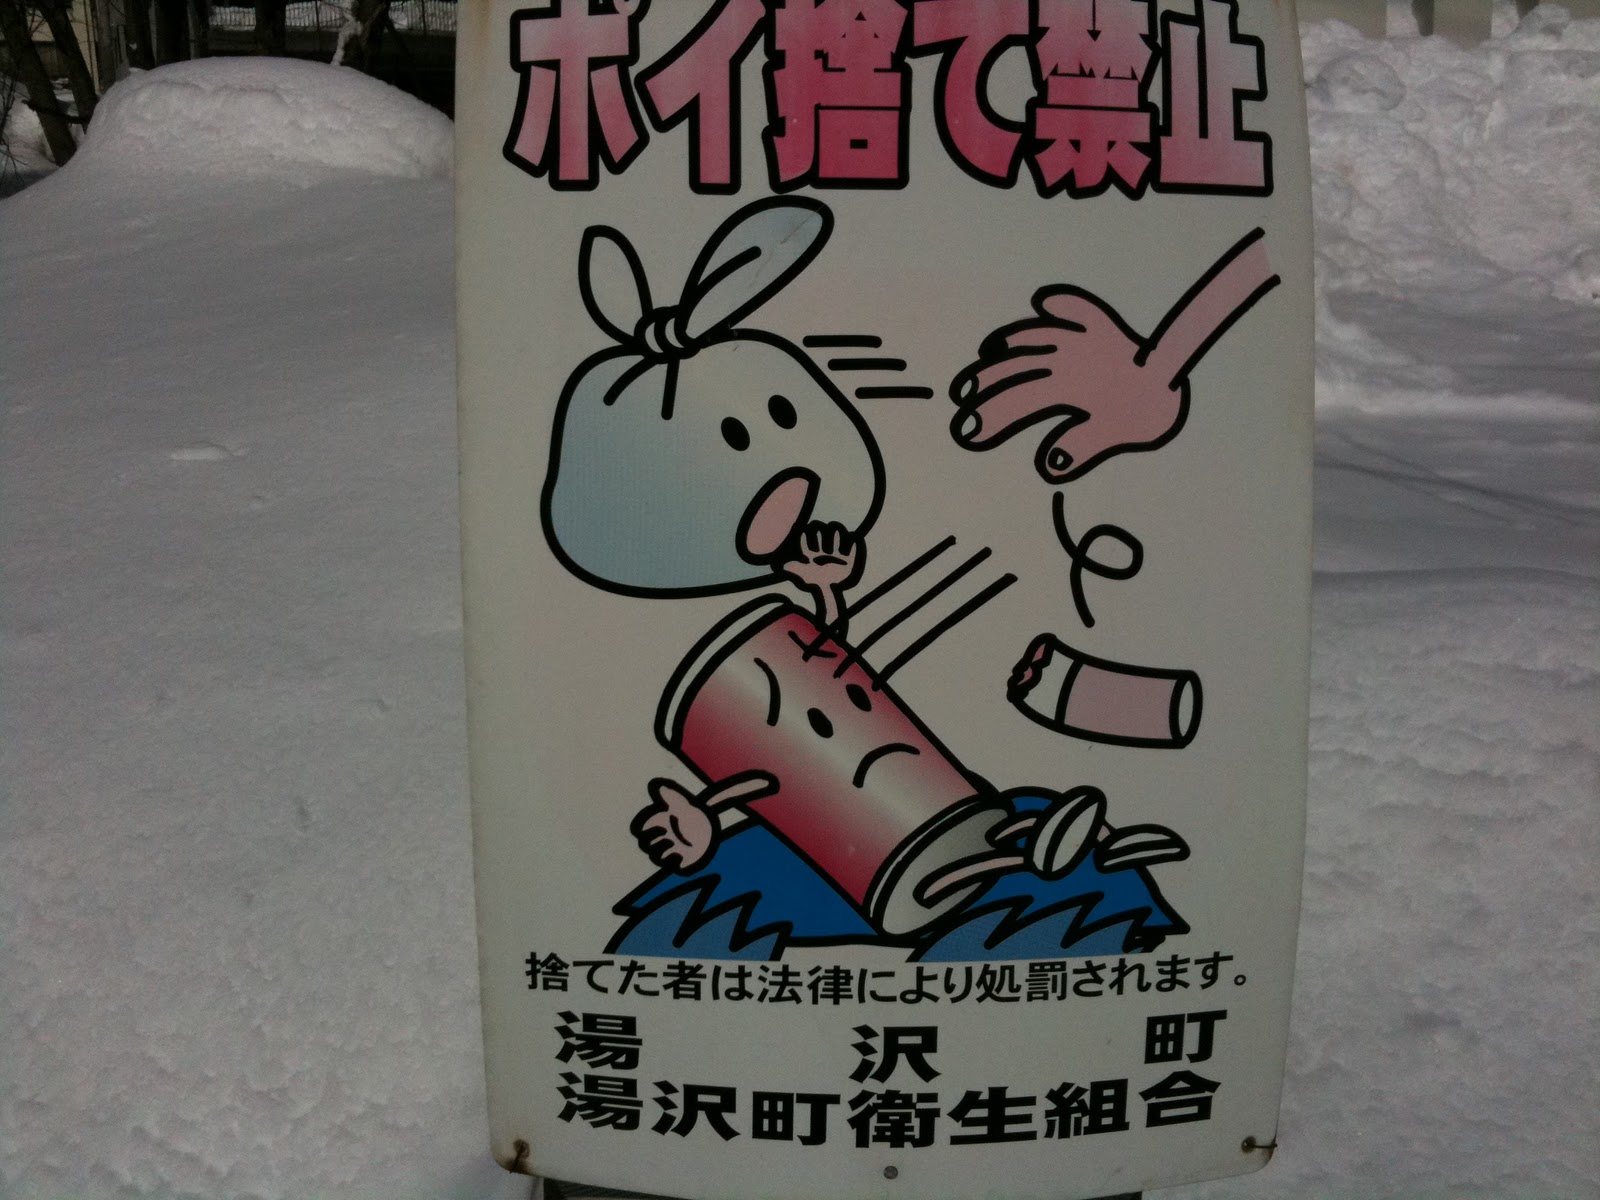 ポイ捨て禁止
捨てた者は法律により処罰されます。
湯沢町
湯沢町衛生組合